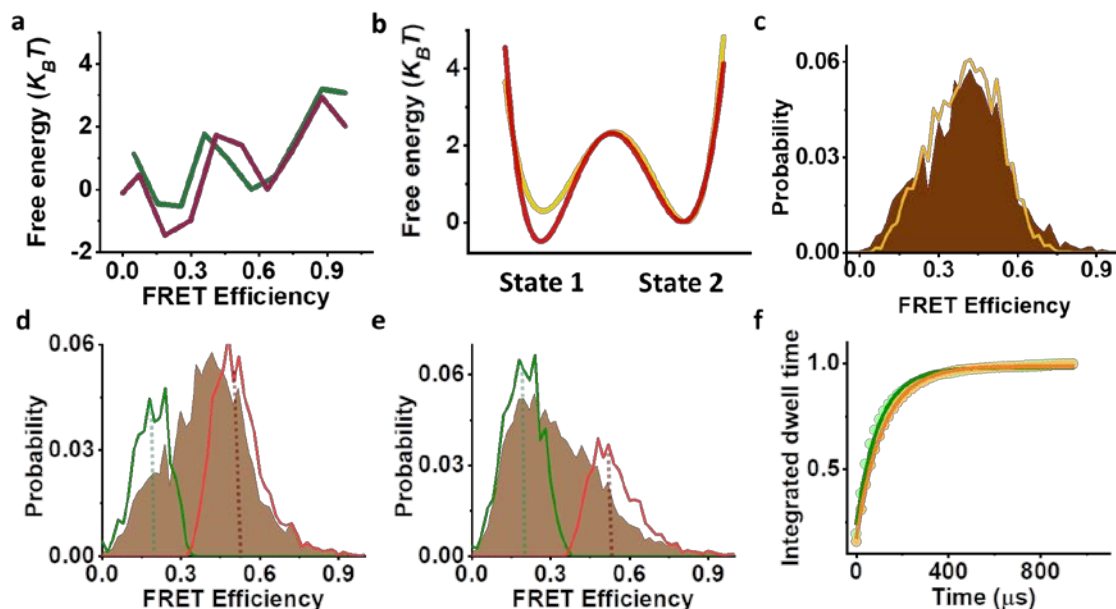 a
Free energy (K_BT)
4
2
0
-2
0.0 0.3 0.6 0.9
FRET Efficiency
b
Free energy (K_BT)
4
2
0
State 1 State 2
c
Probability
0.06
0.03
0.00
0.0 0.3 0.6 0.9
FRET Efficiency
d
Probability
0.06
0.03
0.00
0.0 0.3 0.6 0.9
FRET Efficiency
e
Probability
0.06
0.03
0.00
0.0 0.3 0.6 0.9
FRET Efficiency
f
Integrated dwell time
1.0
0.5
0 400 800
Time (μs)